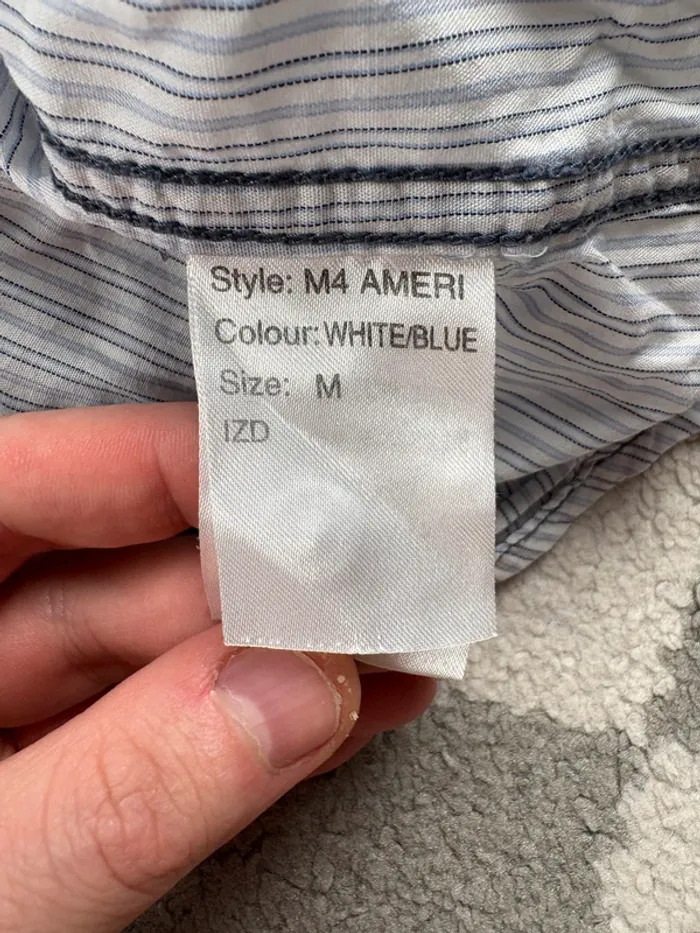 Style: M4 AMERI
Colour: WHITE/BLUE
Size: M
IZD